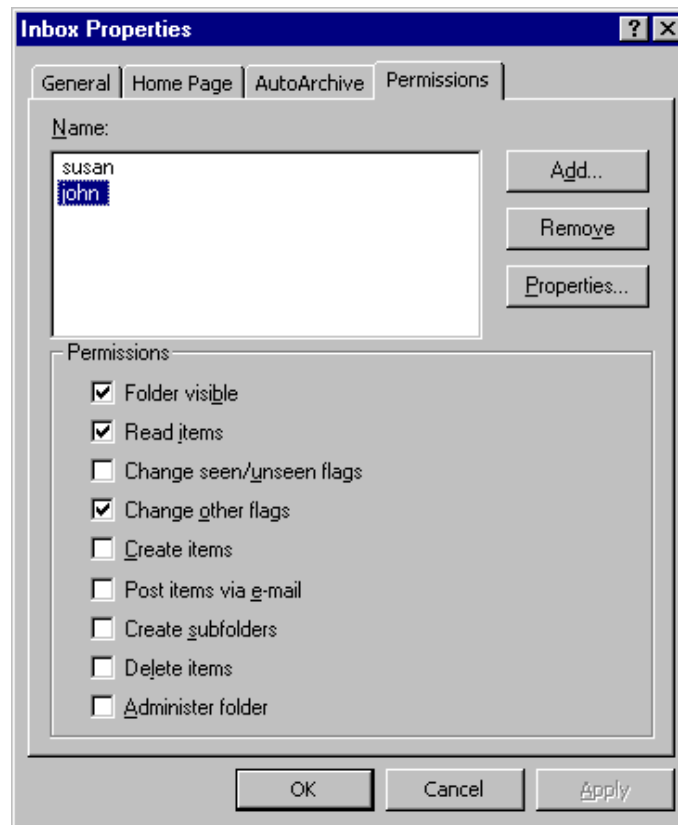 Inbox Properties
General Home Page AutoArchive Permissions
Name:
susan
john
Add...
Remove
Properties...
Permissions
Folder visible
Read items
Change seen/unseen flags
Change other flags
Create items
Post items via e-mail
Create subfolders
Delete items
Administer folder
OK Cancel Apply